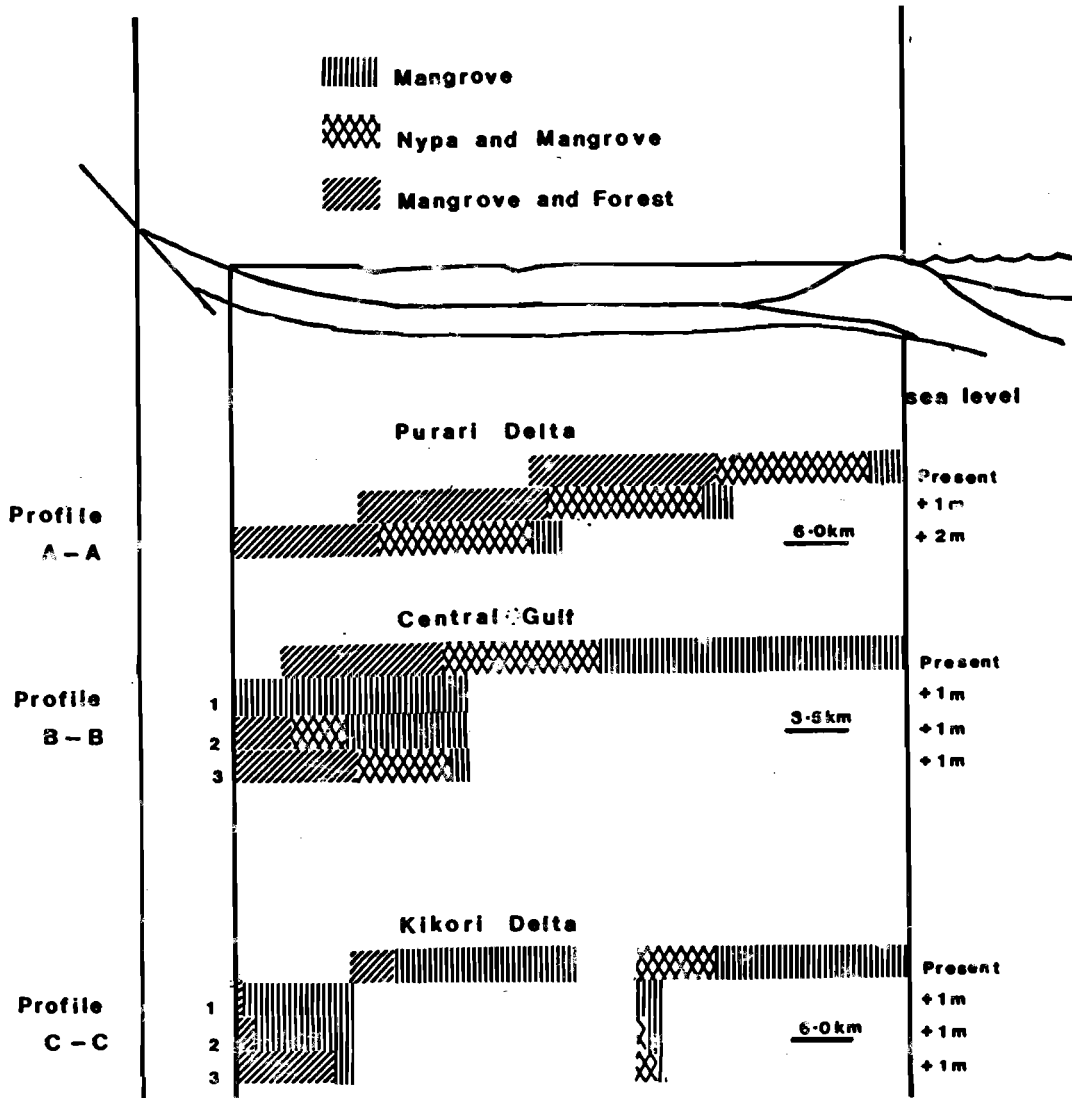 Mangrove
Nypa and Mangrove
Mangrove and Forest
sea level
Purari Delta
Present
+1m
+2m
Profile
A-A
6·0km
Central Gulf
Present
Profile
B-B
1
+1m
2
+1m
3
+1m
3·5km
Kikori Delta
Present
Profile
C-C
1
+1m
2
+1m
3
+1m
6·0km